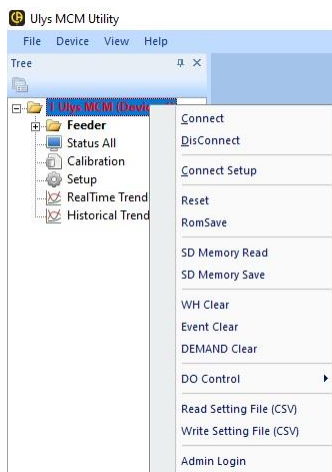 Ulys MCM Utility
File Device View Help
Tree
1 Ulys MCM (Device
Feeder
Status All
Calibration
Setup
RealTime Trend
Historical Trend
Connect
DisConnect
Connect Setup
Reset
RomSave
SD Memory Read
SD Memory Save
WH Clear
Event Clear
DEMAND Clear
DO Control
Read Setting File (CSV)
Write Setting File (CSV)
Admin Login